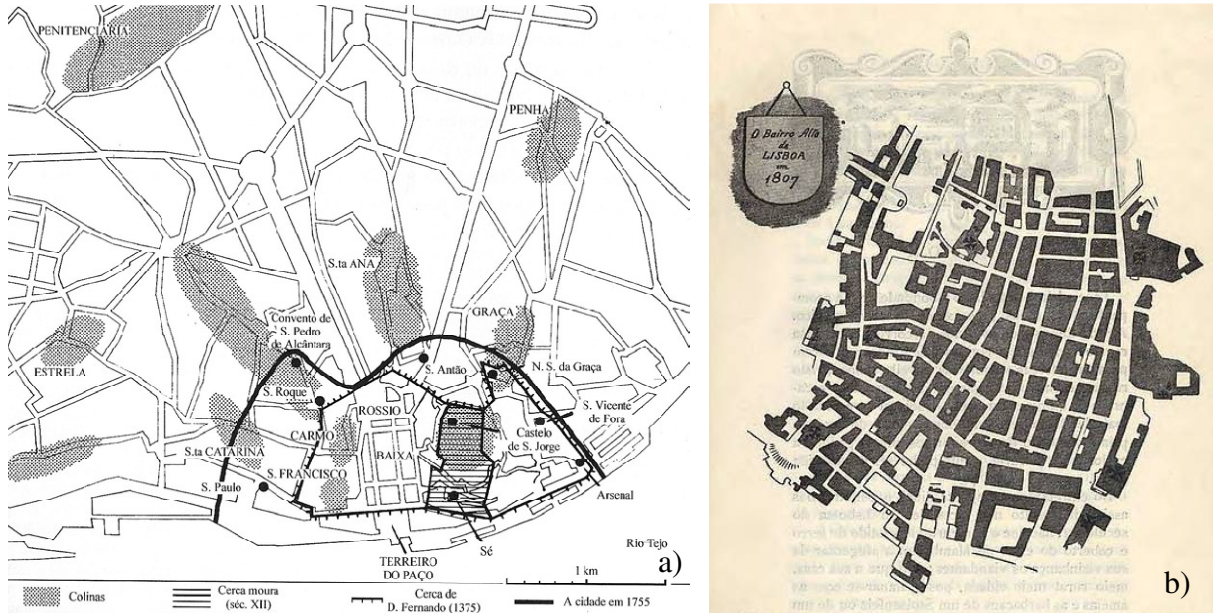 PENITENCIÁRIA
PENHA
S.ta ANA
GRAÇA
Convento de
S. Pedro
de Alcântara
ESTRELA
S. Antão
N. S. da Graça
S. Roque
ROSSIO
S. Vicente
de Fora
CARMO
Castelo
de S. Jorge
S.ta CATARINA
BAIXA
S. FRANCISCO
S. Paulo
Arsenal
Sé
Rio Tejo
TERREIRO
DO PAÇO
1 km
a)
Colinas
Cerca moura
(séc. XII)
Cerca de
D. Fernando (1375)
A cidade em 1755
O Bairro Alto
de
LISBOA
em
1807
b)